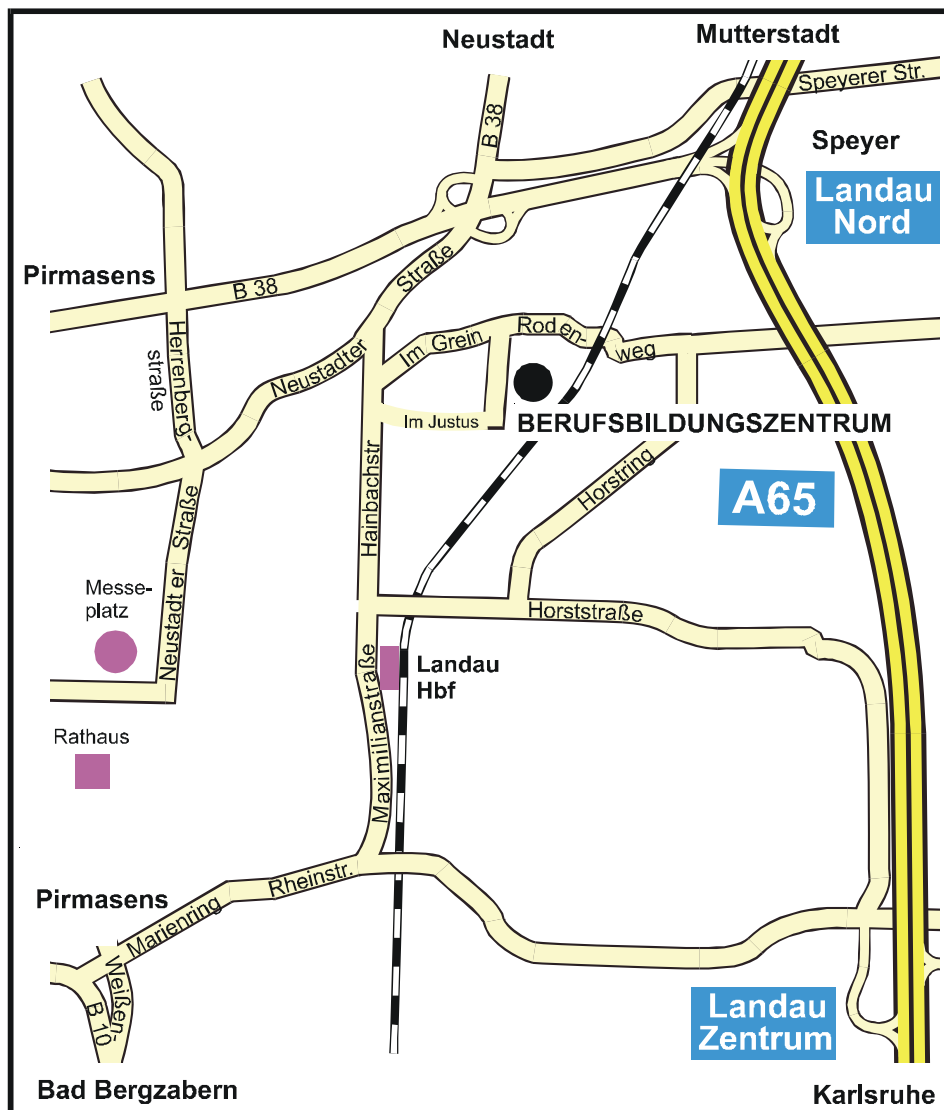 Neustadt
Mutterstadt
Speyerer Str.
B 38
Speyer
Landau
Nord
Pirmasens
B 38
Straße
Neustadter
Herrenberg-
straße
Im Grein
Roden-
weg
Im Justus
BERUFSBILDUNGSZENTRUM
Hainbachstr
Horstring
A65
Neustadt er Straße
Messe-
platz
Horststraße
Landau
Hbf
Maximilianstraße
Rathaus
Rheinstr.
Pirmasens
Marienring
Weißen-
B 10
Landau
Zentrum
Bad Bergzabern
Karlsruhe